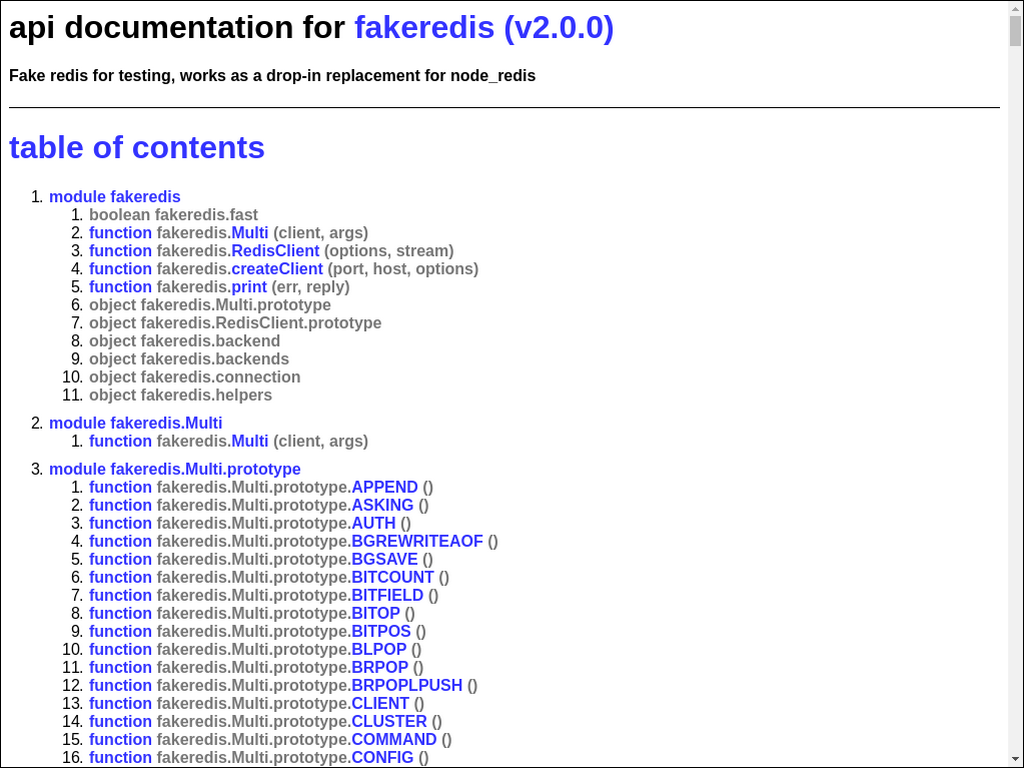 api documentation for fakeredis (v2.0.0)
Fake redis for testing, works as a drop-in replacement for node_redis
table of contents
1. module fakeredis
1. boolean fakeredis.fast
2. function fakeredis.Multi (client, args)
3. function fakeredis.RedisClient (options, stream)
4. function fakeredis.createClient (port, host, options)
5. function fakeredis.print (err, reply)
6. object fakeredis.Multi.prototype
7. object fakeredis.RedisClient.prototype
8. object fakeredis.backend
9. object fakeredis.backends
10. object fakeredis.connection
11. object fakeredis.helpers
2. module fakeredis.Multi
1. function fakeredis.Multi (client, args)
3. module fakeredis.Multi.prototype
1. function fakeredis.Multi.prototype.APPEND ()
2. function fakeredis.Multi.prototype.ASKING ()
3. function fakeredis.Multi.prototype.AUTH ()
4. function fakeredis.Multi.prototype.BGREWRITEAOF ()
5. function fakeredis.Multi.prototype.BGSAVE ()
6. function fakeredis.Multi.prototype.BITCOUNT ()
7. function fakeredis.Multi.prototype.BITFIELD ()
8. function fakeredis.Multi.prototype.BITOP ()
9. function fakeredis.Multi.prototype.BITPOS ()
10. function fakeredis.Multi.prototype.BLPOP ()
11. function fakeredis.Multi.prototype.BRPOP ()
12. function fakeredis.Multi.prototype.BRPOPLPUSH ()
13. function fakeredis.Multi.prototype.CLIENT ()
14. function fakeredis.Multi.prototype.CLUSTER ()
15. function fakeredis.Multi.prototype.COMMAND ()
16. function fakeredis.Multi.prototype.CONFIG ()